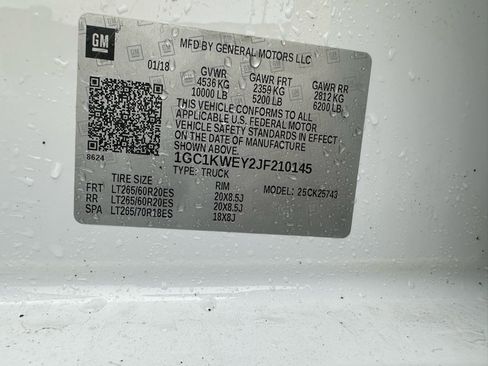 GM
MFD BY GENERAL MOTORS LLC
01/18 GVWR GAWR FRT GAWR RR
4536 KG 2359 KG 2812 KG
10000 LB 5200 LB 6200 LB
THIS VEHICLE CONFORMS TO ALL
APPLICABLE U.S. FEDERAL MOTOR
VEHICLE SAFETY STANDARDS IN EFFECT
ON THE DATE OF MANUFACTURE
SHOWN ABOVE.
8624 1GC1KWEY2JF210145
TYPE: TRUCK
TIRE SIZE RIM MODEL: 25CK25743
FRT LT265/60R20ES 20X8.5J
RR LT265/60R20ES 20X8.5J
SPA LT265/70R18ES 18X8J